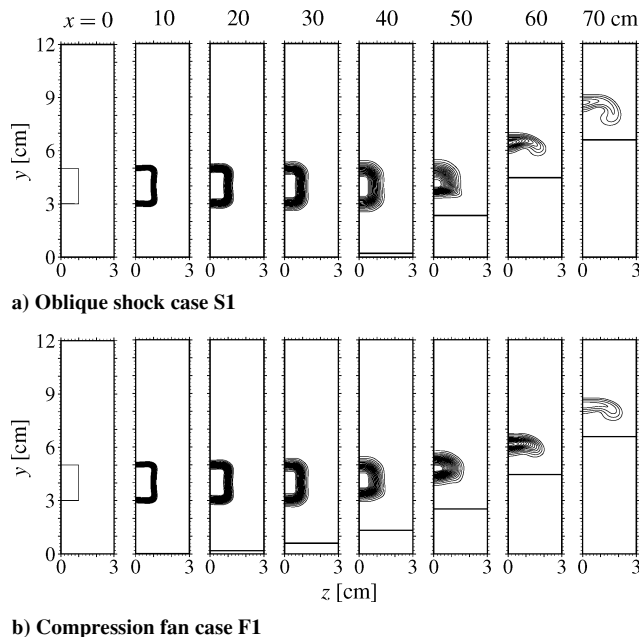 x = 0 10 20 30 40 50 60 70 cm
12
9
6
3
0
y [cm]
0 3 0 3 0 3 0 3 0 3 0 3 0 3 0 3
a) Oblique shock case S1
12
9
6
3
0
y [cm]
0 3 0 3 0 3 0 3 0 3 0 3 0 3 0 3
z [cm]
b) Compression fan case F1